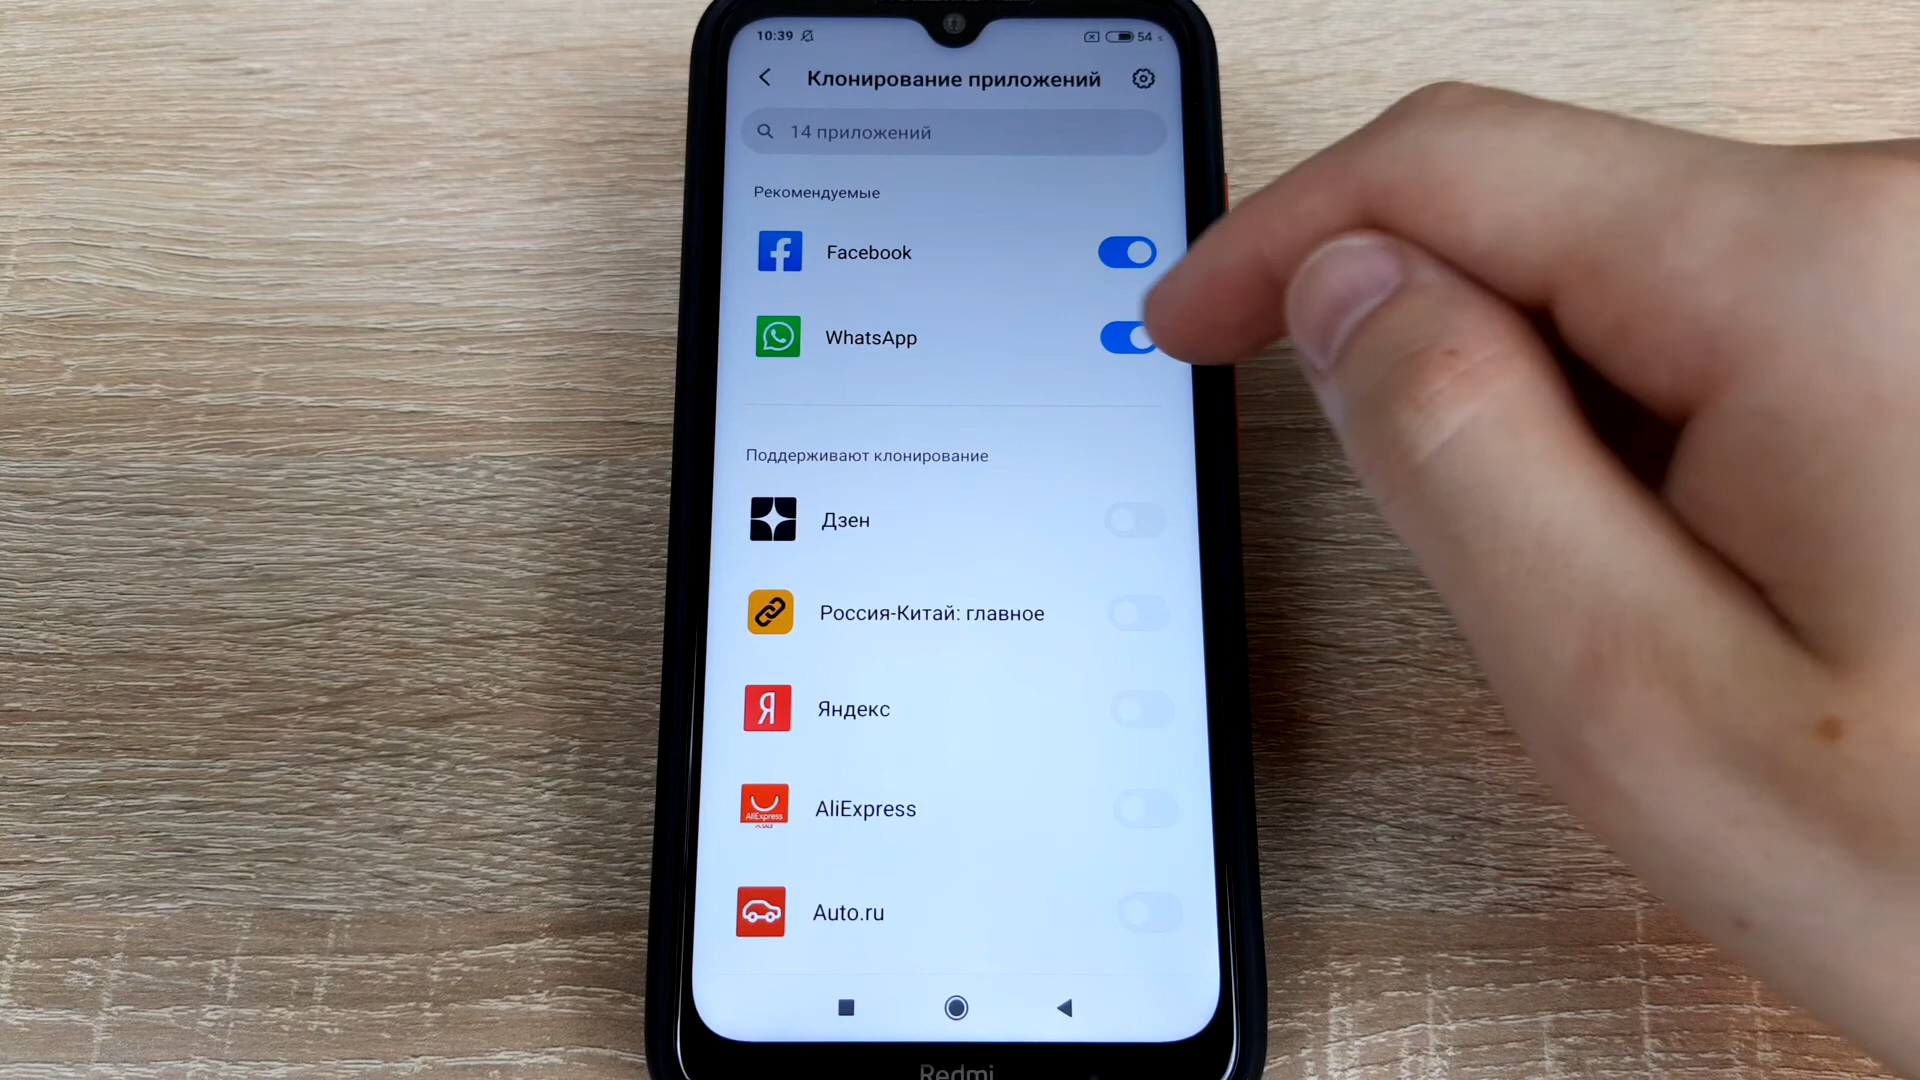 10:39 54
Клонирование приложений
14 приложений
Рекомендуемые
Facebook
WhatsApp
Поддерживают клонирование
Дзен
Россия-Китай: главное
Я Яндекс
AliExpress AliExpress
Auto.ru
Redmi